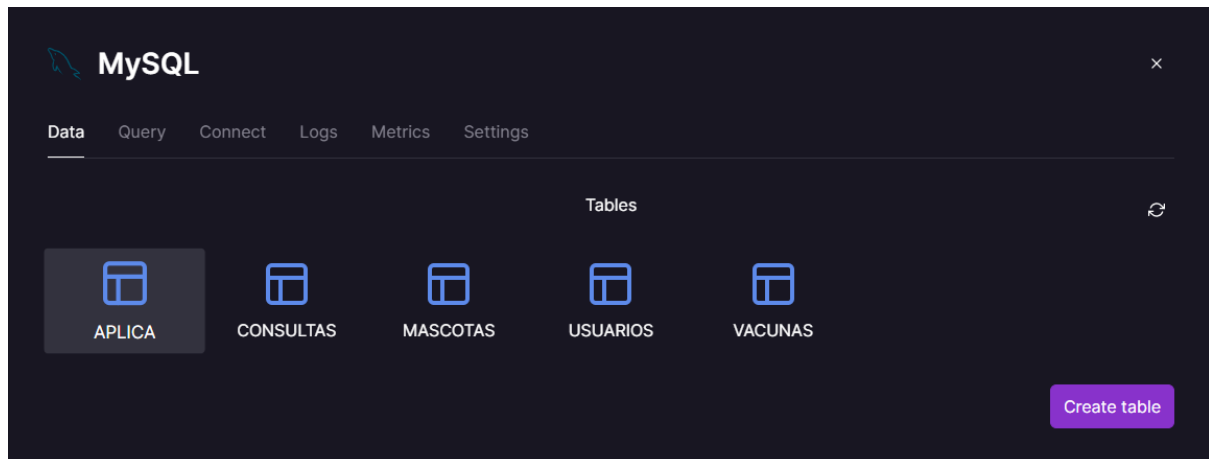 MySQL
Data Query Connect Logs Metrics Settings
Tables
APLICA CONSULTAS MASCOTAS USUARIOS VACUNAS
Create table